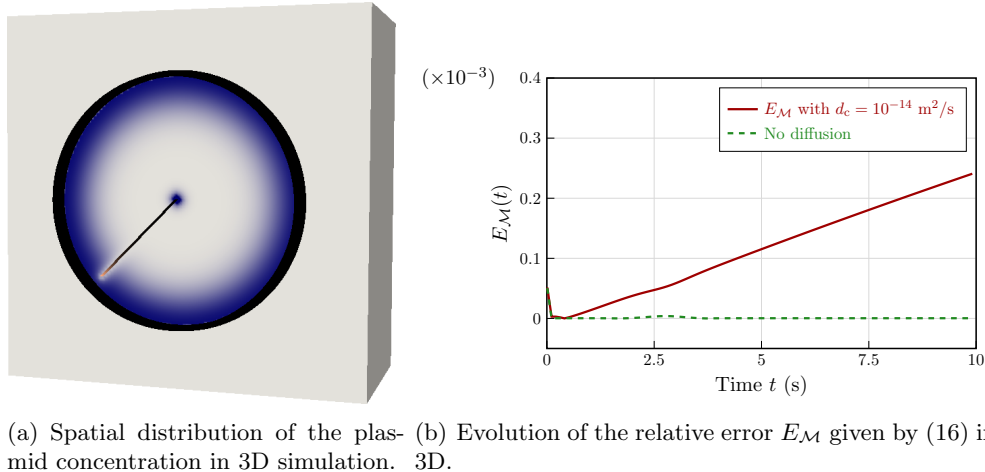 (×10⁻³)
0.4
0.3
0.2
0.1
0
E_M(t)
E_M with d_c = 10⁻¹⁴ m²/s
No diffusion
0 2.5 5 7.5 10
Time t (s)
(a) Spatial distribution of the plas-
mid concentration in 3D simulation.
(b) Evolution of the relative error E_M given by (16) i
3D.